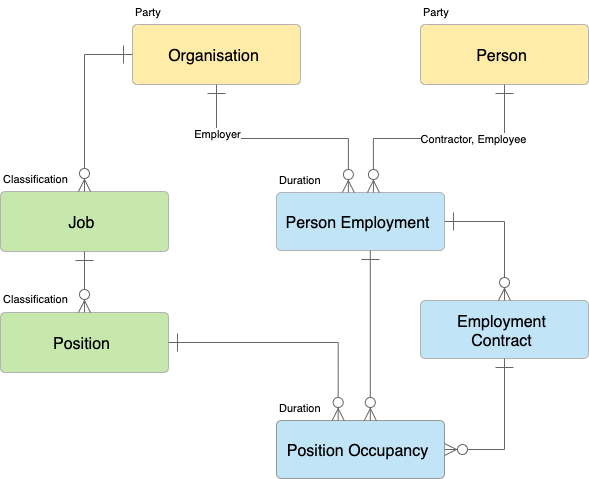 Party
Party
Organisation
Person
Employer
Contractor, Employee
Classification
Duration
Job
Person Employment
Classification
Position
Employment
Contract
Duration
Position Occupancy